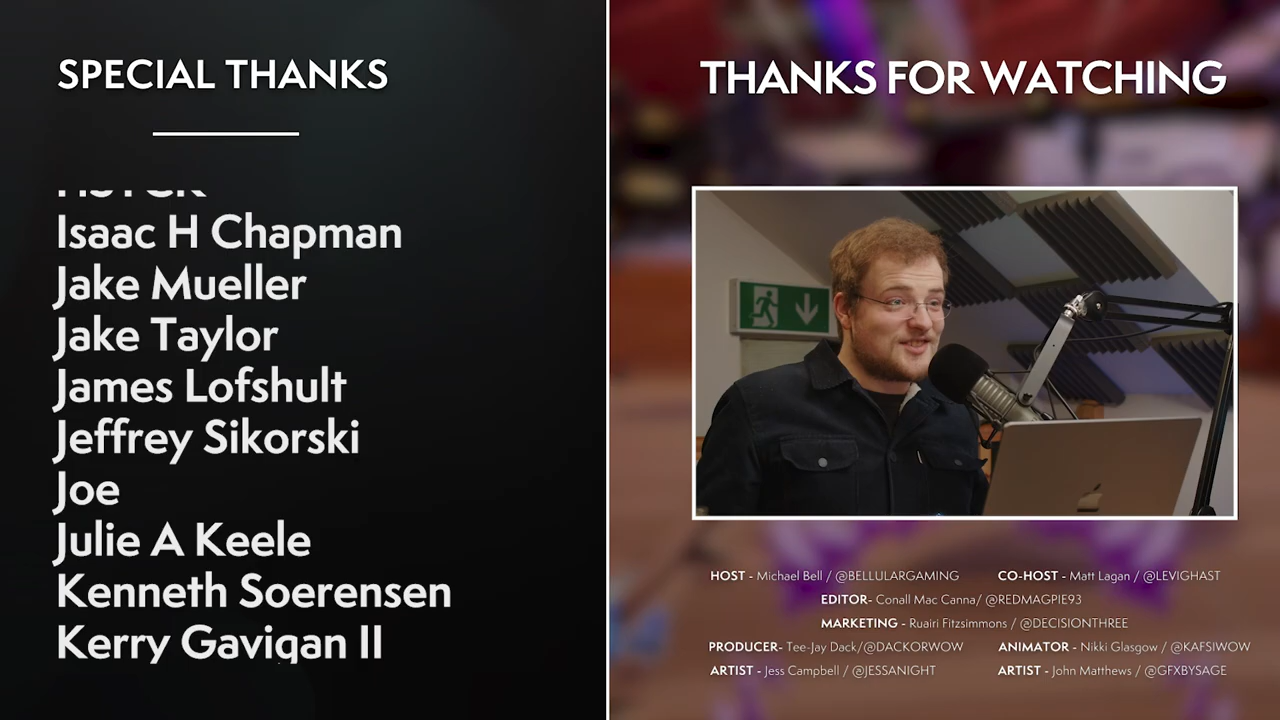 SPECIAL THANKS
Isaac H Chapman
Jake Mueller
Jake Taylor
James Lofshult
Jeffrey Sikorski
Joe
Julie A Keele
Kenneth Soerensen
Kerry Gavigan II
THANKS FOR WATCHING
HOST - Michael Bell / @BELLULARGAMING
CO-HOST - Matt Lagan / @LEVIGHAST
EDITOR- Conall Mac Canna/ @REDMAGPIE93
MARKETING - Ruairi Fitzsimmons / @DECISIONTHREE
PRODUCER- Tee-Jay Dack/@DACKORWOW
ANIMATOR - Nikki Glasgow / @KAFSIWOW
ARTIST - Jess Campbell / @JESSANIGHT
ARTIST - John Matthews / @GFXBYSAGE